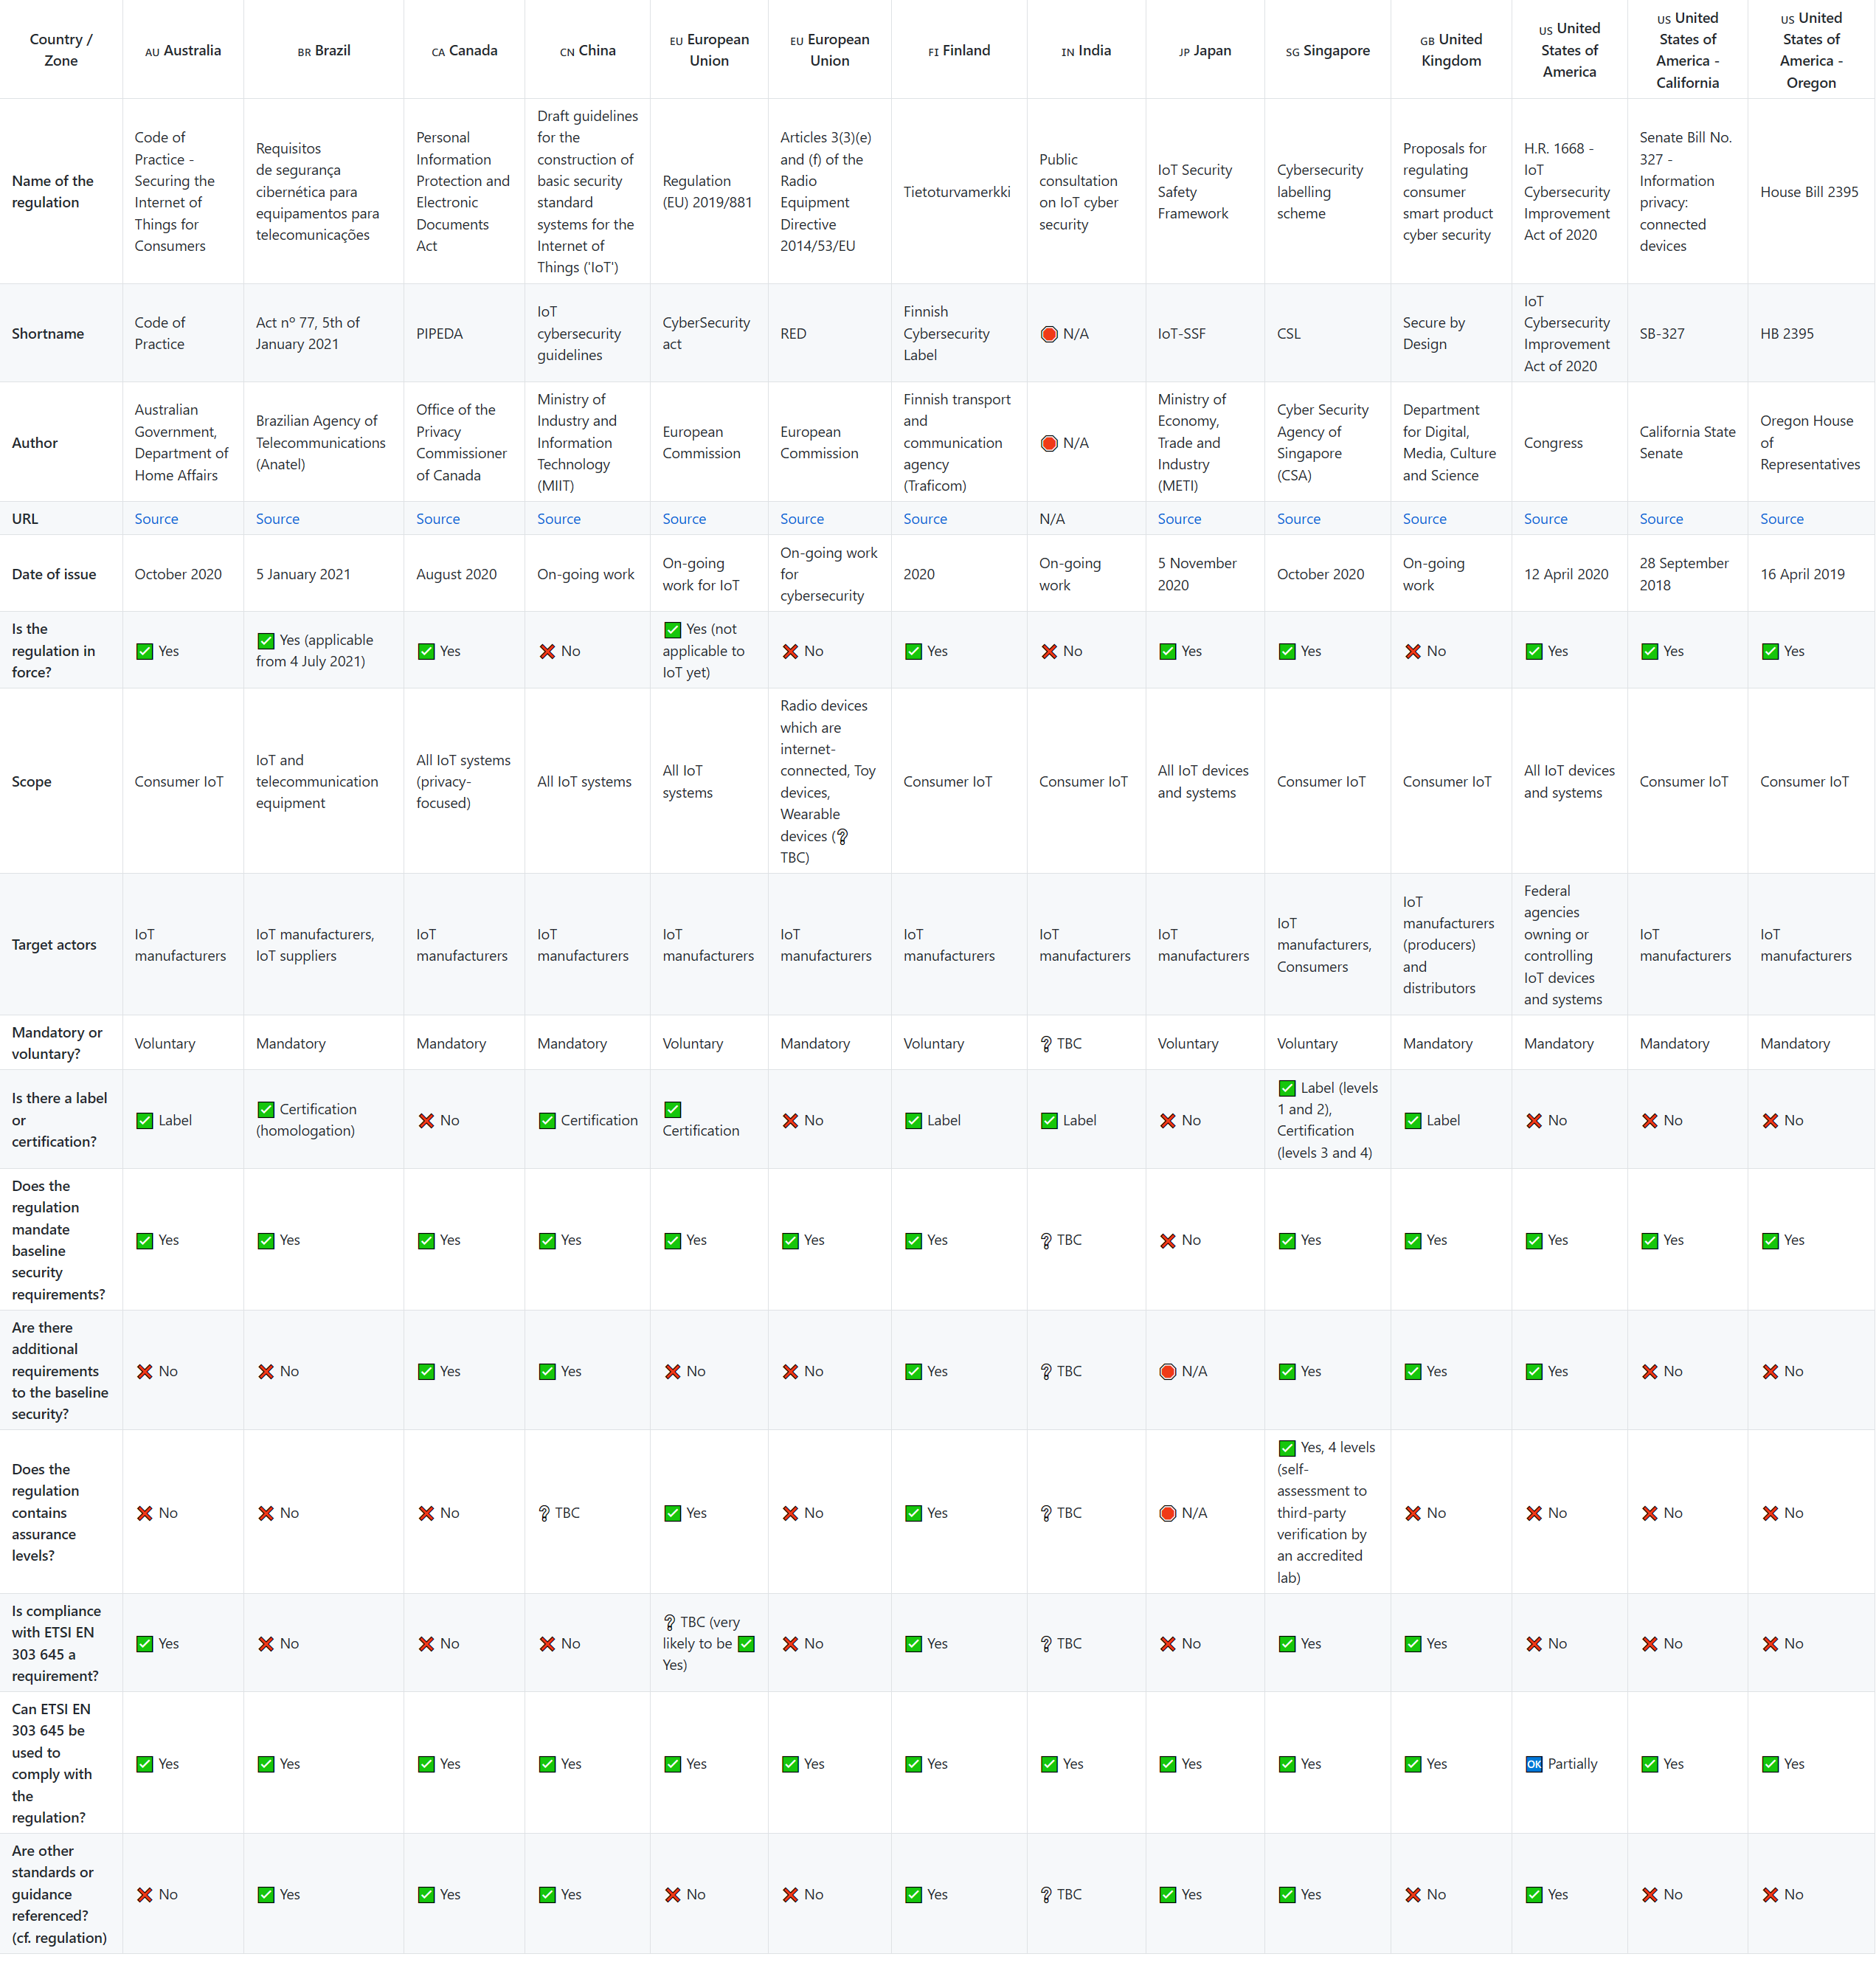 Country / Zone
AU Australia
BR Brazil
CA Canada
CN China
EU European Union
EU European Union
FI Finland
IN India
JP Japan
SG Singapore
GB United Kingdom
US United States of America
US United States of America - California
US United States of America - Oregon
Name of the regulation
Code of Practice - Securing the Internet of Things for Consumers
Requisitos de segurança cibernética para equipamentos para telecomunicações
Personal Information Protection and Electronic Documents Act
Draft guidelines for the construction of basic security standard systems for the Internet of Things ('IoT')
Regulation (EU) 2019/881
Articles 3(3)(e) and (f) of the Radio Equipment Directive 2014/53/EU
Tietoturvamerkki
Public consultation on IoT cyber security
IoT Security Safety Framework
Cybersecurity labelling scheme
Proposals for regulating consumer smart product cyber security
H.R. 1668 - IoT Cybersecurity Improvement Act of 2020
Senate Bill No. 327 - Information privacy: connected devices
House Bill 2395
Shortname
Code of Practice
Act nº 77, 5th of January 2021
PIPEDA
IoT cybersecurity guidelines
CyberSecurity act
RED
Finnish Cybersecurity Label
🛑 N/A
IoT-SSF
CSL
Secure by Design
IoT Cybersecurity Improvement Act of 2020
SB-327
HB 2395
Author
Australian Government, Department of Home Affairs
Brazilian Agency of Telecommunications (Anatel)
Office of the Privacy Commissioner of Canada
Ministry of Industry and Information Technology (MIIT)
European Commission
European Commission
Finnish transport and communication agency (Traficom)
🛑 N/A
Ministry of Economy, Trade and Industry (METI)
Cyber Security Agency of Singapore (CSA)
Department for Digital, Media, Culture and Science
Congress
California State Senate
Oregon House of Representatives
URL
Source
Source
Source
Source
Source
Source
Source
N/A
Source
Source
Source
Source
Source
Source
Date of issue
October 2020
5 January 2021
August 2020
On-going work
On-going work for IoT
On-going work for cybersecurity
2020
On-going work
5 November 2020
October 2020
On-going work
12 April 2020
28 September 2018
16 April 2019
Is the regulation in force?
✅ Yes
✅ Yes (applicable from 4 July 2021)
✅ Yes
❌ No
✅ Yes (not applicable to IoT yet)
❌ No
✅ Yes
❌ No
✅ Yes
✅ Yes
❌ No
✅ Yes
✅ Yes
✅ Yes
Scope
Consumer IoT
IoT and telecommunication equipment
All IoT systems (privacy-focused)
All IoT systems
All IoT systems
Radio devices which are internet-connected, Toy devices, Wearable devices (❔ TBC)
Consumer IoT
Consumer IoT
All IoT devices and systems
Consumer IoT
Consumer IoT
All IoT devices and systems
Consumer IoT
Consumer IoT
Target actors
IoT manufacturers
IoT manufacturers, IoT suppliers
IoT manufacturers
IoT manufacturers
IoT manufacturers
IoT manufacturers
IoT manufacturers
IoT manufacturers
IoT manufacturers
IoT manufacturers, Consumers
IoT manufacturers (producers) and distributors
Federal agencies owning or controlling IoT devices and systems
IoT manufacturers
IoT manufacturers
Mandatory or voluntary?
Voluntary
Mandatory
Mandatory
Mandatory
Voluntary
Mandatory
Voluntary
❔ TBC
Voluntary
Voluntary
Mandatory
Mandatory
Mandatory
Mandatory
Is there a label or certification?
✅ Label
✅ Certification (homologation)
❌ No
✅ Certification
✅ Certification
❌ No
✅ Label
✅ Label
❌ No
✅ Label (levels 1 and 2), Certification (levels 3 and 4)
✅ Label
❌ No
❌ No
❌ No
Does the regulation mandate baseline security requirements?
✅ Yes
✅ Yes
✅ Yes
✅ Yes
✅ Yes
✅ Yes
✅ Yes
❔ TBC
❌ No
✅ Yes
✅ Yes
✅ Yes
✅ Yes
✅ Yes
Are there additional requirements to the baseline security?
❌ No
❌ No
✅ Yes
✅ Yes
❌ No
❌ No
✅ Yes
❔ TBC
🛑 N/A
✅ Yes
✅ Yes
✅ Yes
❌ No
❌ No
Does the regulation contains assurance levels?
❌ No
❌ No
❌ No
❔ TBC
✅ Yes
❌ No
✅ Yes
❔ TBC
🛑 N/A
✅ Yes, 4 levels (self-assessment to third-party verification by an accredited lab)
❌ No
❌ No
❌ No
❌ No
Is compliance with ETSI EN 303 645 a requirement?
✅ Yes
❌ No
❌ No
❌ No
❔ TBC (very likely to be ✅ Yes)
❌ No
✅ Yes
❔ TBC
❌ No
✅ Yes
✅ Yes
❌ No
❌ No
❌ No
Can ETSI EN 303 645 be used to comply with the regulation?
✅ Yes
✅ Yes
✅ Yes
✅ Yes
✅ Yes
✅ Yes
✅ Yes
✅ Yes
✅ Yes
✅ Yes
✅ Yes
🆗 Partially
✅ Yes
✅ Yes
Are other standards or guidance referenced? (cf. regulation)
❌ No
✅ Yes
✅ Yes
✅ Yes
❌ No
❌ No
✅ Yes
❔ TBC
✅ Yes
✅ Yes
❌ No
✅ Yes
❌ No
❌ No